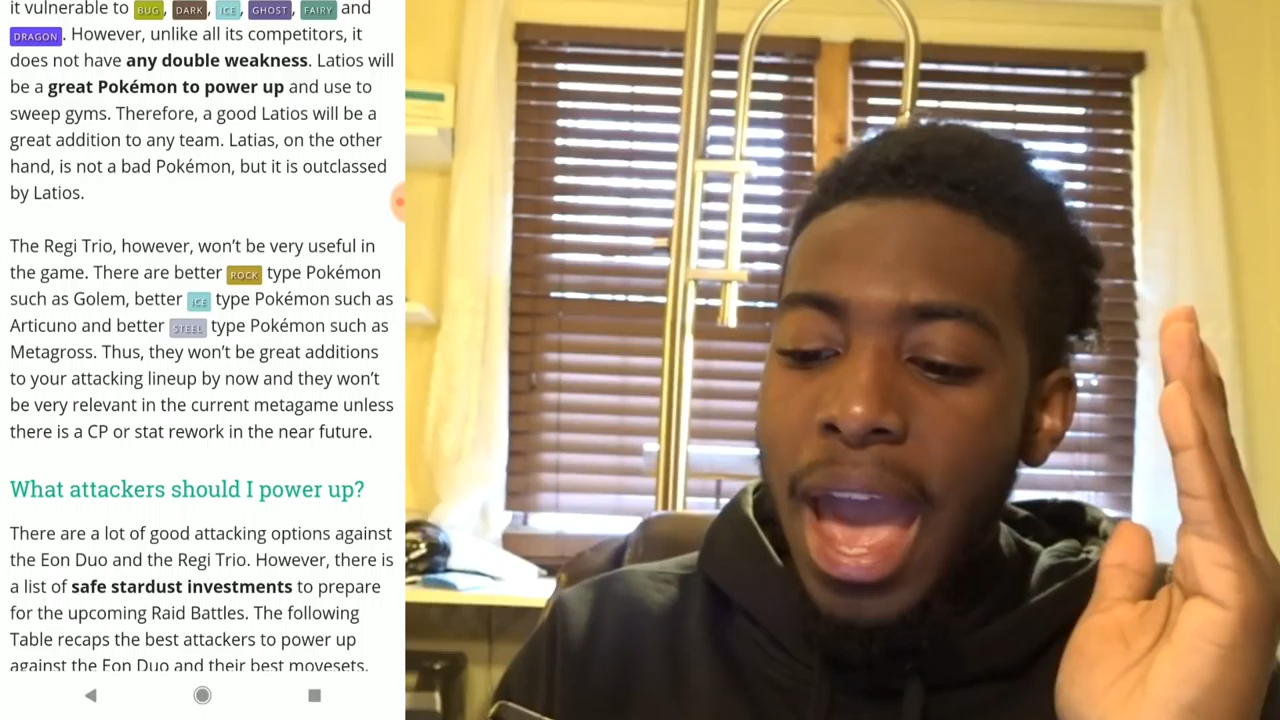 it vulnerable to BUG, DARK, ICE, GHOST, FAIRY and
DRAGON. However, unlike all its competitors, it
does not have any double weakness. Latios will
be a great Pokémon to power up and use to
sweep gyms. Therefore, a good Latios will be a
great addition to any team. Latias, on the other
hand, is not a bad Pokémon, but it is outclassed
by Latios.
The Regi Trio, however, won’t be very useful in
the game. There are better ROCK type Pokémon
such as Golem, better ICE type Pokémon such as
Articuno and better STEEL type Pokémon such as
Metagross. Thus, they won’t be great additions
to your attacking lineup by now and they won’t
be very relevant in the current metagame unless
there is a CP or stat rework in the near future.
What attackers should I power up?
There are a lot of good attacking options against
the Eon Duo and the Regi Trio. However, there is
a list of safe stardust investments to prepare
for the upcoming Raid Battles. The following
Table recaps the best attackers to power up
against the Eon Duo and their best movesets.